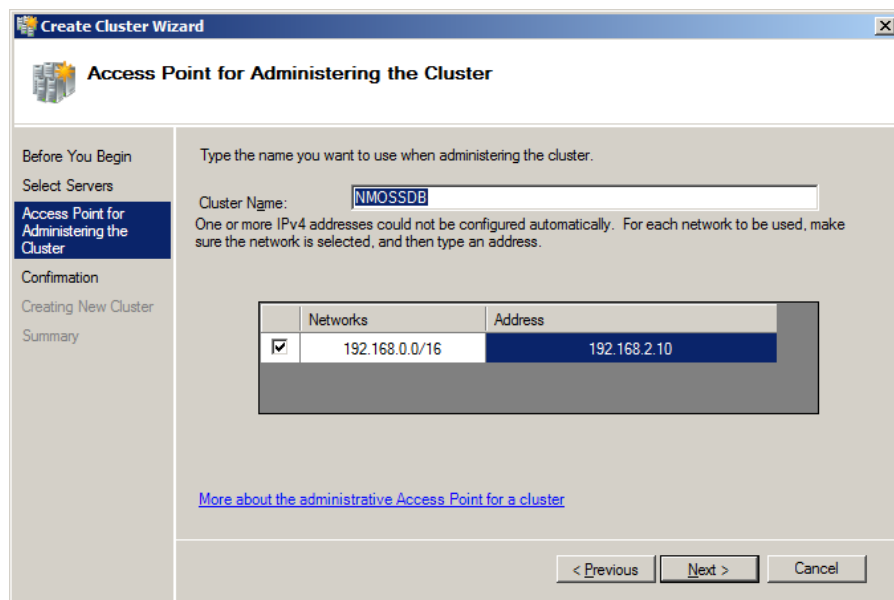 Create Cluster Wizard
Access Point for Administering the Cluster
Before You Begin
Select Servers
Access Point for
Administering the
Cluster
Confirmation
Creating New Cluster
Summary
Type the name you want to use when administering the cluster.
Cluster Name:
NMOSSDB
One or more IPv4 addresses could not be configured automatically. For each network to be used, make
sure the network is selected, and then type an address.
Networks Address
192.168.0.0/16 192.168.2.10
More about the administrative Access Point for a cluster
< Previous Next > Cancel